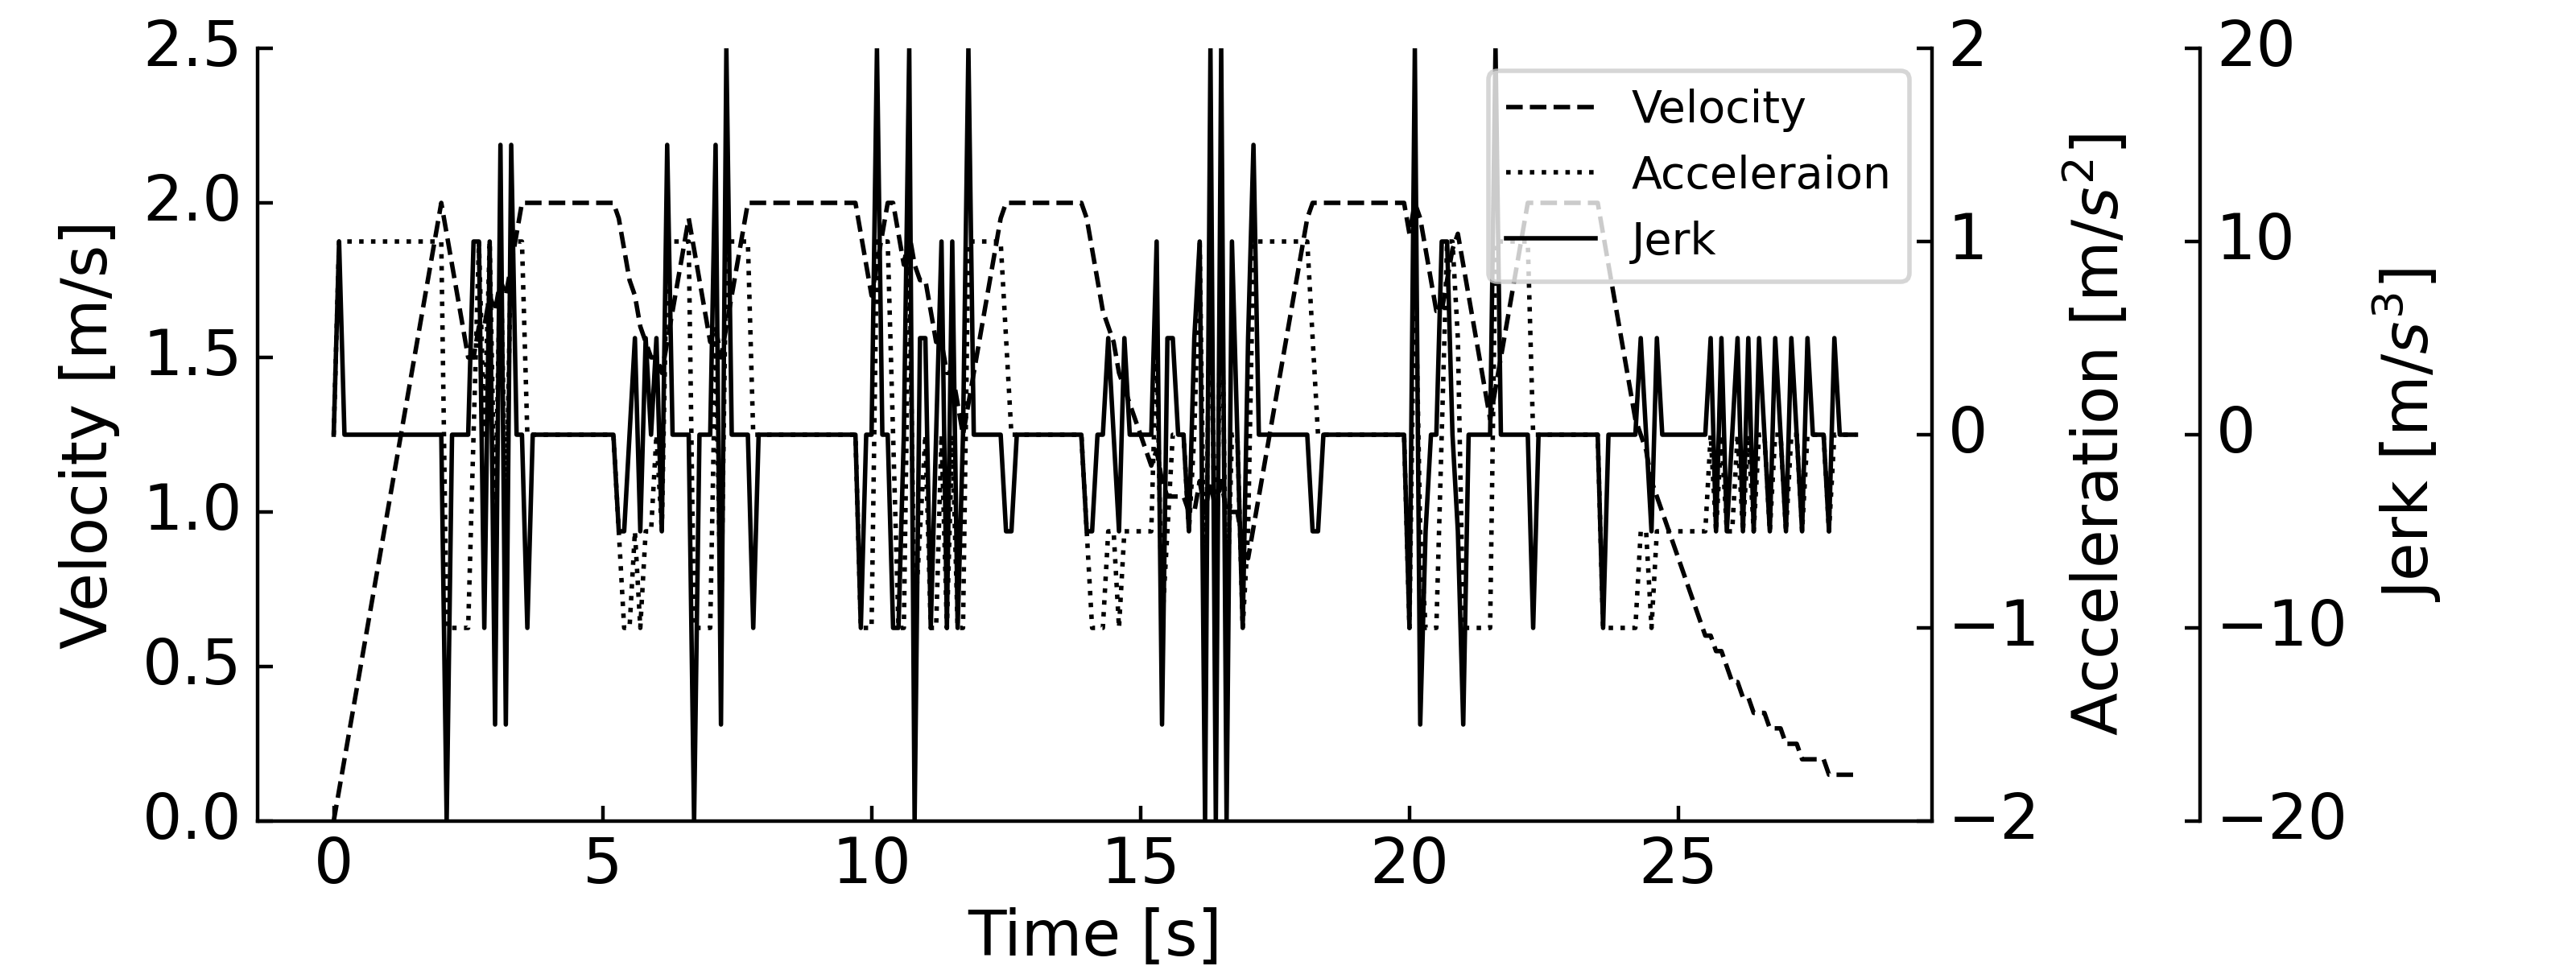 Velocity [m/s]
2.5
2.0
1.5
1.0
0.5
0.0
0 5 10 15 20 25
Time [s]
Velocity
Acceleraion
Jerk
2
1
0
−1
−2
Acceleration [m/s²]
20
10
0
−10
−20
Jerk [m/s³]